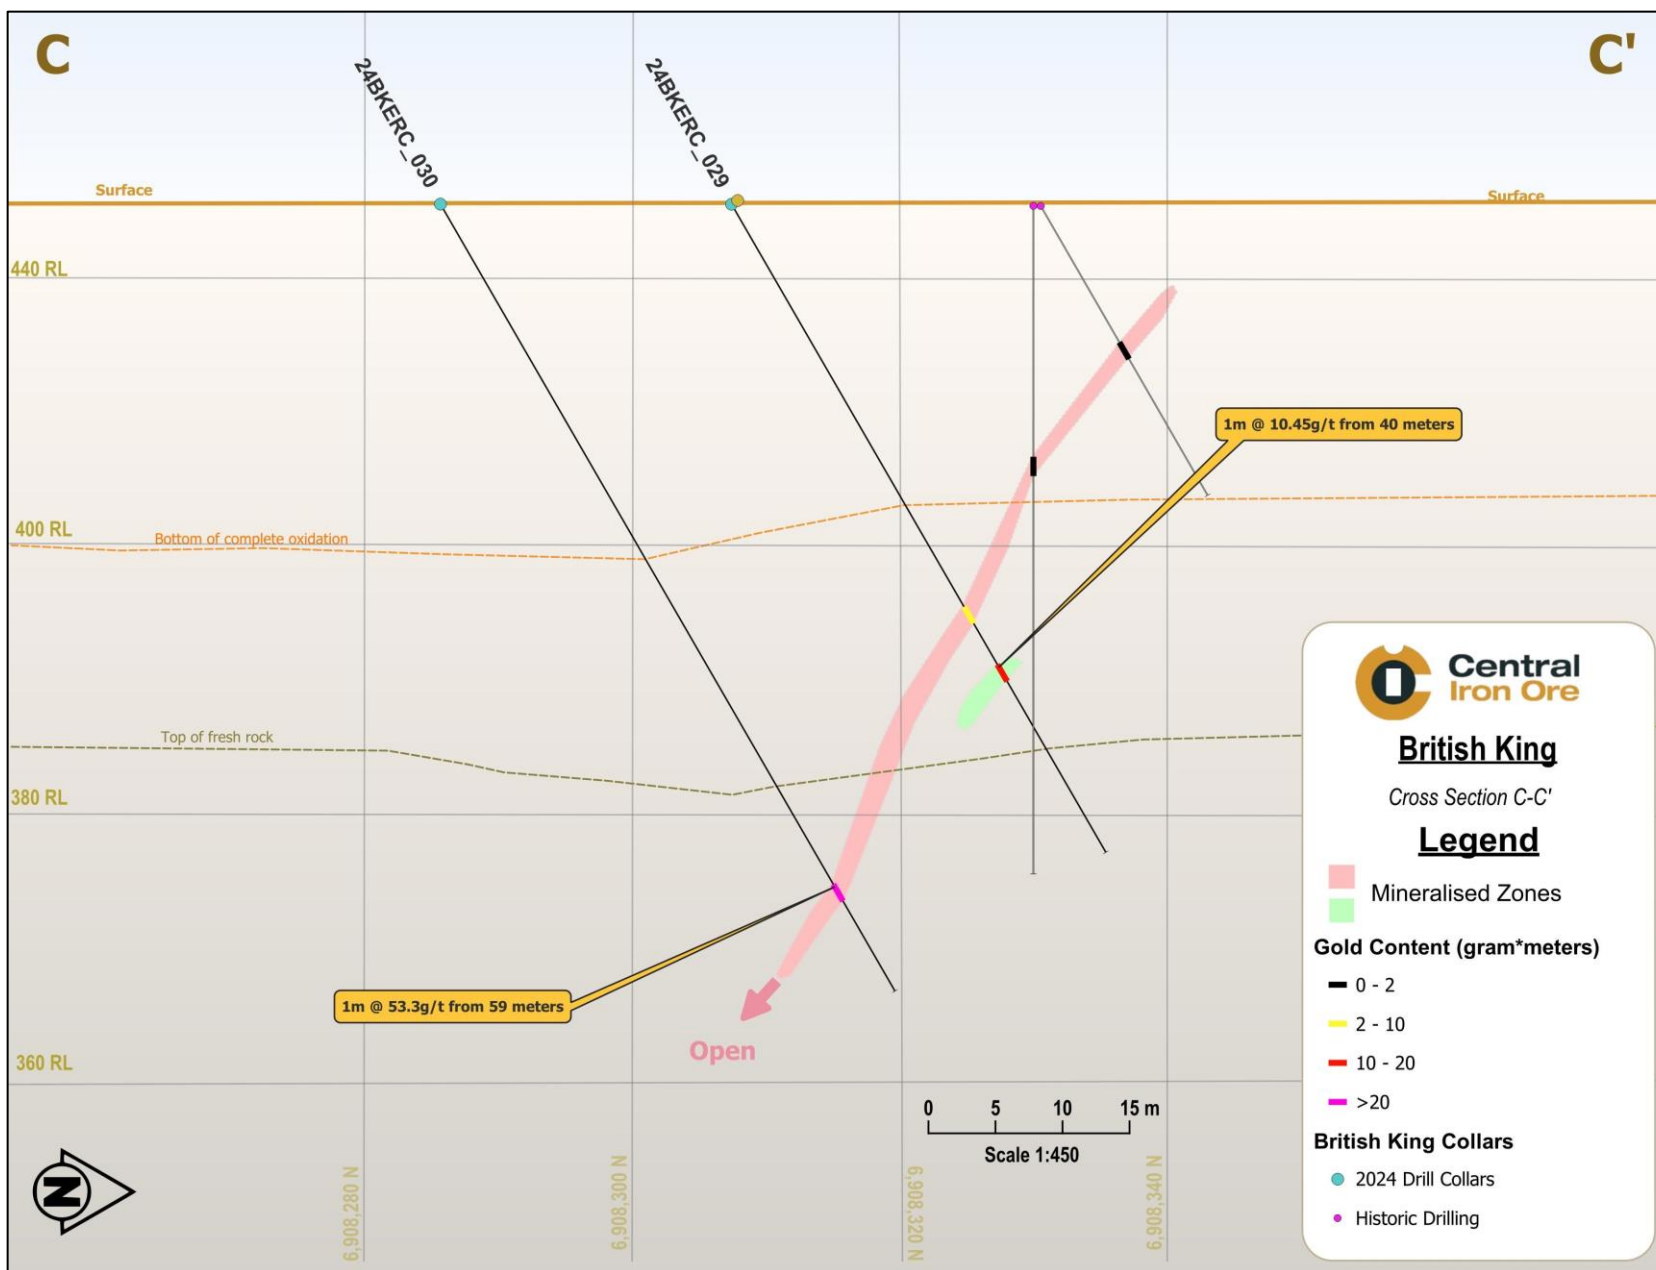 C
C'
24BKERC_030
24BKERC_029
Surface
Surface
440 RL
1m @ 10.45g/t from 40 meters
400 RL
Bottom of complete oxidation
Top of fresh rock
380 RL
1m @ 53.3g/t from 59 meters
Open
360 RL
0 5 10 15 m
Scale 1:450
N
6,908,280 N
6,908,300 N
6,908,320 N
6,908,340 N
Central
Iron Ore
British King
Cross Section C-C'
Legend
Mineralised Zones
Gold Content (gram*meters)
0 - 2
2 - 10
10 - 20
>20
British King Collars
2024 Drill Collars
Historic Drilling